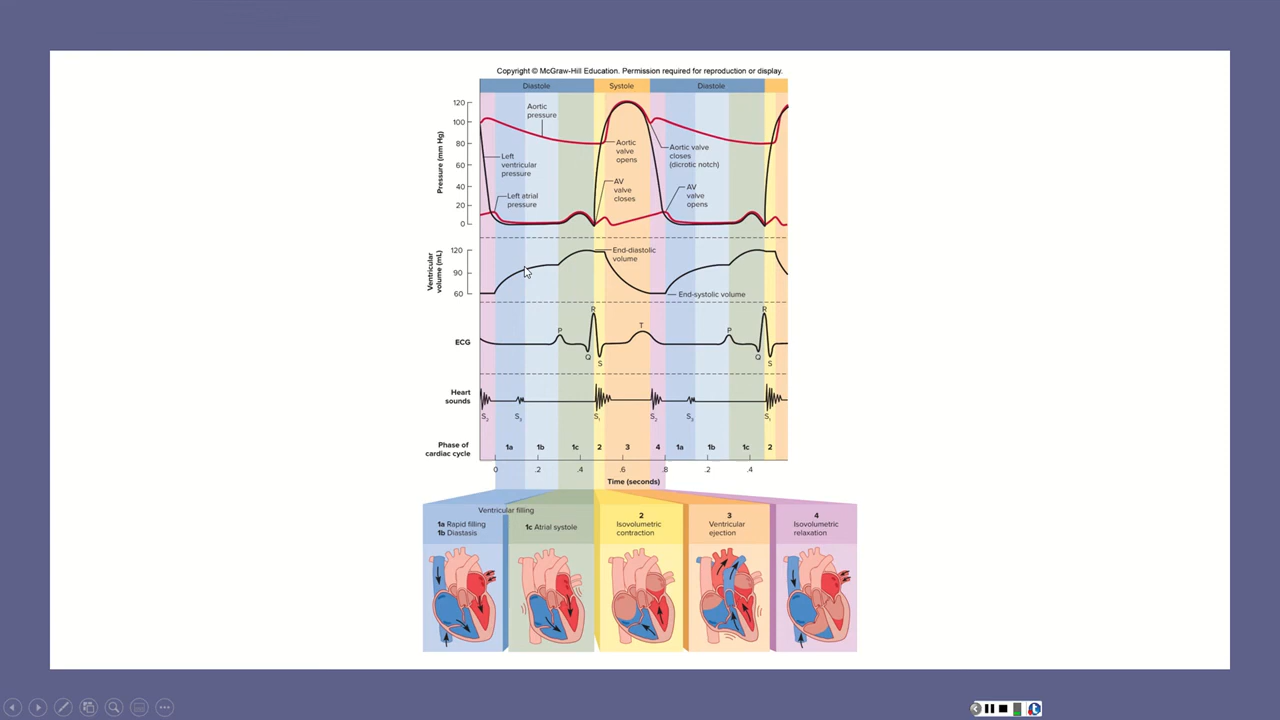 Copyright © McGraw-Hill Education. Permission required for reproduction or display.
Diastole
Systole
Diastole
Pressure (mm Hg)
120
100
80
60
40
20
0
Aortic
pressure
Left
ventricular
pressure
Left atrial
pressure
Aortic
valve
opens
AV
valve
closes
Aortic valve
closes
(dicrotic notch)
AV
valve
opens
Ventricular
volume (mL)
120
90
60
End-diastolic
volume
End-systolic volume
ECG
P
Q
R
S
T
P
Q
R
S
Heart
sounds
S2
S3
S1
S2
S3
S1
Phase of
cardiac cycle
1a
1b
1c
2
3
4
1a
1b
1c
2
0
.2
.4
.6
.8
.2
.4
Time (seconds)
Ventricular filling
1a Rapid filling
1b Diastasis
1c Atrial systole
2
Isovolumetric
contraction
3
Ventricular
ejection
4
Isovolumetric
relaxation